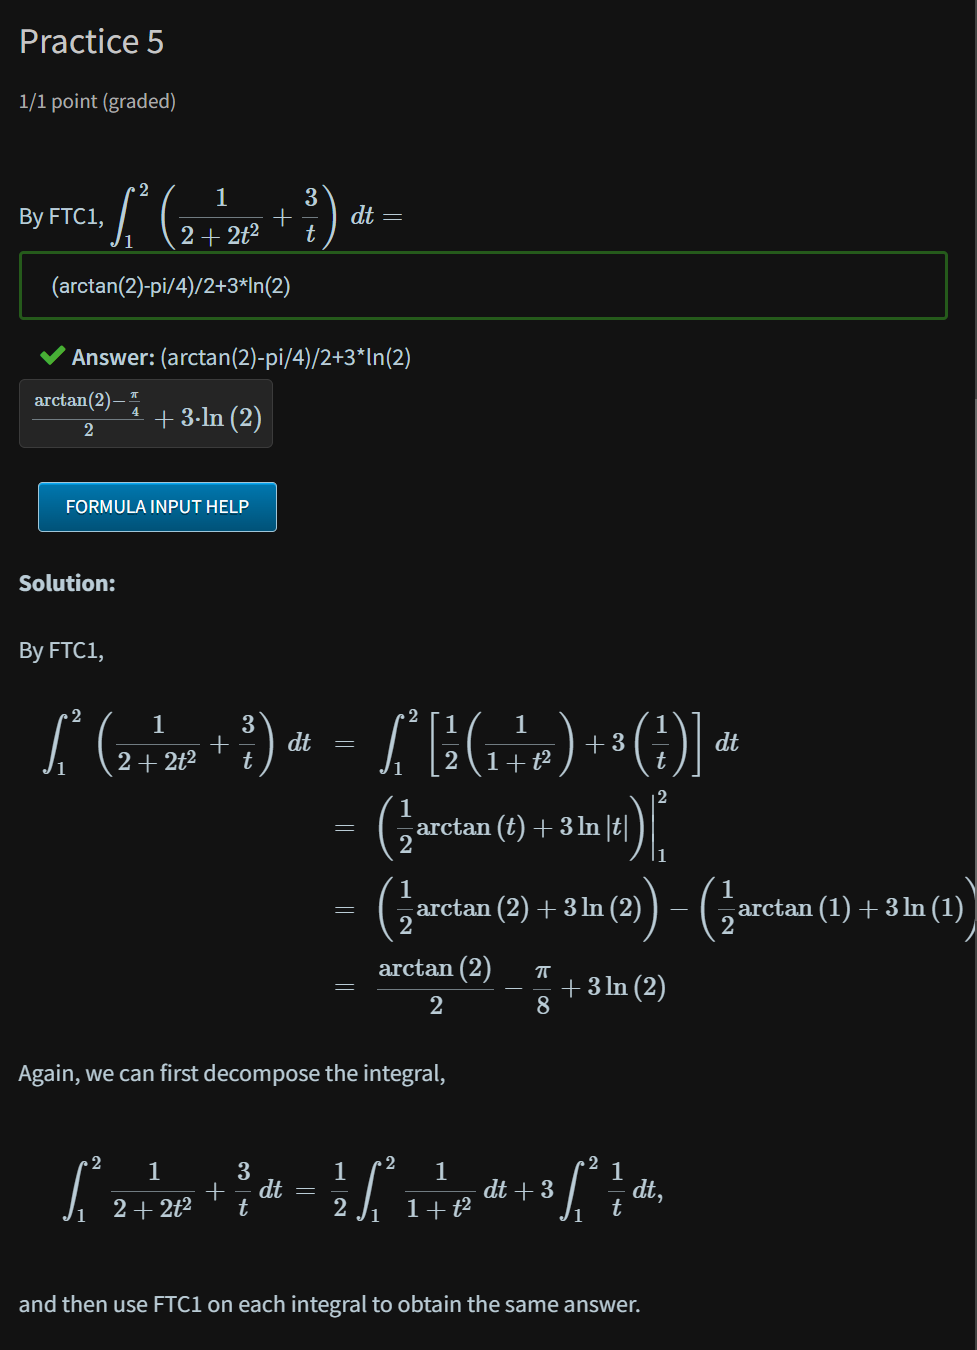 Practice 5
1/1 point (graded)
By FTC1, ∫₁² (1/(2 + 2t²) + 3/t) dt =
(arctan(2)-pi/4)/2+3*ln(2)
Answer: (arctan(2)-pi/4)/2+3*ln(2)
(arctan(2)−π/4)/2 + 3·ln (2)
FORMULA INPUT HELP
Solution:
By FTC1,
∫₁² (1/(2 + 2t²) + 3/t) dt = ∫₁² [1/2 (1/(1 + t²)) + 3 (1/t)] dt
= (1/2 arctan (t) + 3 ln |t|)|₁²
= (1/2 arctan (2) + 3 ln (2)) − (1/2 arctan (1) + 3 ln (1))
= arctan (2)/2 − π/8 + 3 ln (2)
Again, we can first decompose the integral,
∫₁² 1/(2 + 2t²) + 3/t dt = 1/2 ∫₁² 1/(1 + t²) dt + 3 ∫₁² 1/t dt,
and then use FTC1 on each integral to obtain the same answer.